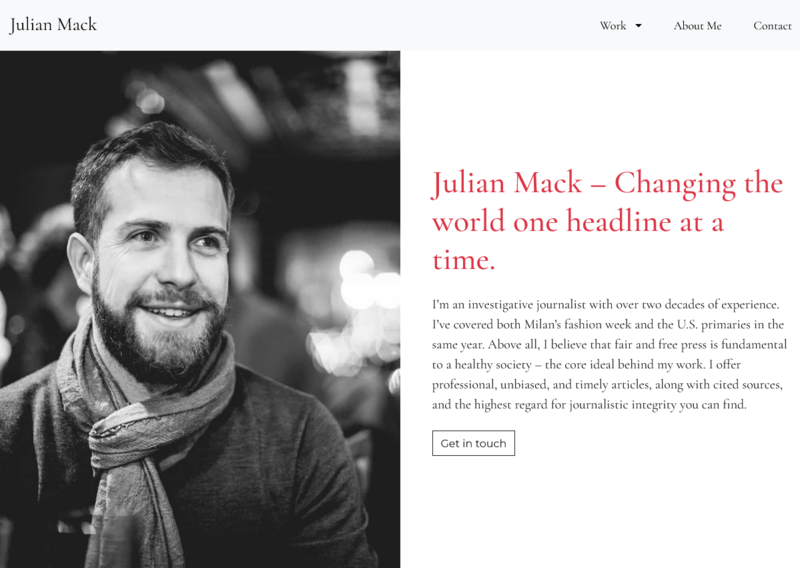 Julian Mack
Work
About Me
Contact
Julian Mack – Changing the
world one headline at a
time.
I'm an investigative journalist with over two decades of experience.
I've covered both Milan's fashion week and the U.S. primaries in the
same year. Above all, I believe that fair and free press is fundamental
to a healthy society – the core ideal behind my work. I offer
professional, unbiased, and timely articles, along with cited sources,
and the highest regard for journalistic integrity you can find.
Get in touch